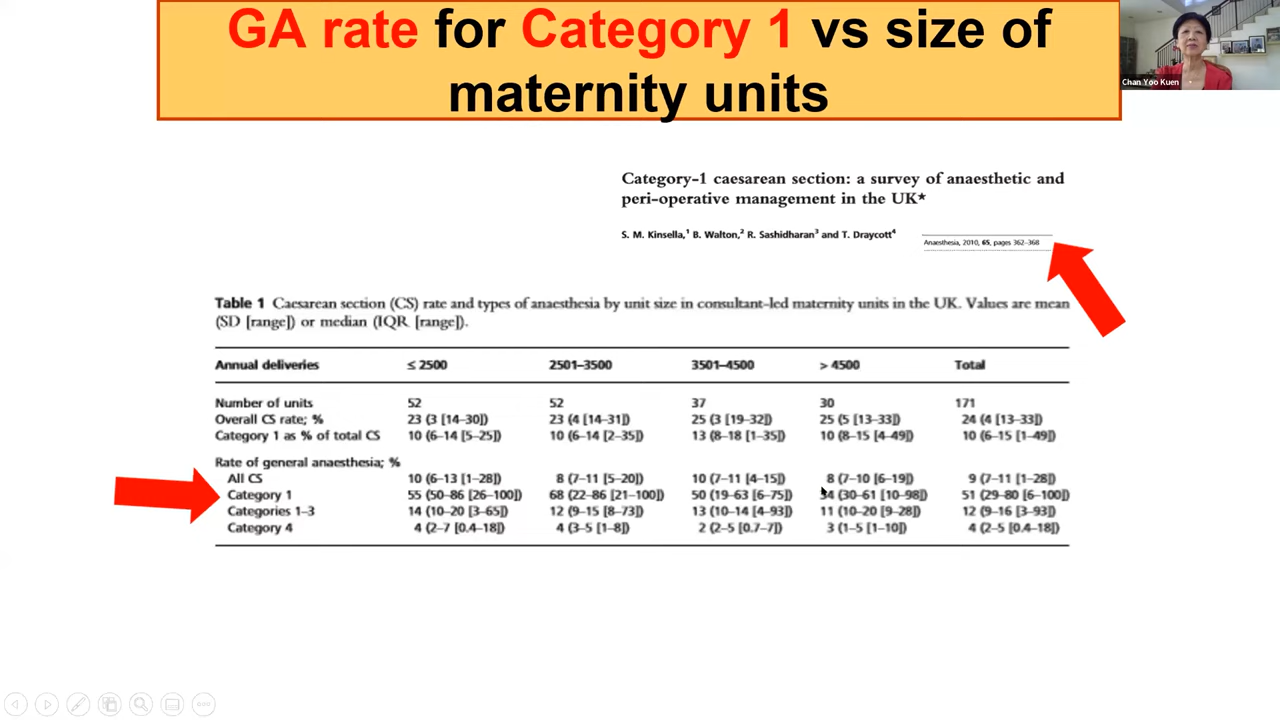 GA rate for Category 1 vs size of
maternity units
Chan Yoo Kuen
Category-1 caesarean section: a survey of anaesthetic and
peri-operative management in the UK*
S. M. Kinsella,1 B. Walton,2 R. Sashidharan3 and T. Draycott4
Anaesthesia, 2010, 65, pages 362–368
Table 1 Caesarean section (CS) rate and types of anaesthesia by unit size in consultant-led maternity units in the UK. Values are mean
(SD [range]) or median (IQR [range]).
Annual deliveries ≤ 2500 2501–3500 3501–4500 > 4500 Total
Number of units 52 52 37 30 171
Overall CS rate; % 23 (3 [14–30]) 23 (4 [14–31]) 25 (3 [19–32]) 25 (5 [13–33]) 24 (4 [13–33])
Category 1 as % of total CS 10 (6–14 [5–25]) 10 (6–14 [2–35]) 13 (8–18 [1–35]) 10 (8–15 [4–49]) 10 (6–15 [1–49])
Rate of general anaesthesia; %
All CS 10 (6–13 [1–28]) 8 (7–11 [5–20]) 10 (7–11 [4–15]) 8 (7–10 [6–19]) 9 (7–11 [1–28])
Category 1 55 (50–86 [26–100]) 68 (22–86 [21–100]) 50 (19–63 [6–75]) 34 (30–61 [10–98]) 51 (29–80 [6–100])
Categories 1–3 14 (10–20 [3–65]) 12 (9–15 [8–73]) 13 (10–14 [4–93]) 11 (10–20 [9–28]) 12 (9–16 [3–93])
Category 4 4 (2–7 [0.4–18]) 4 (3–5 [1–8]) 2 (2–5 [0.7–7]) 3 (1–5 [1–10]) 4 (2–5 [0.4–18])